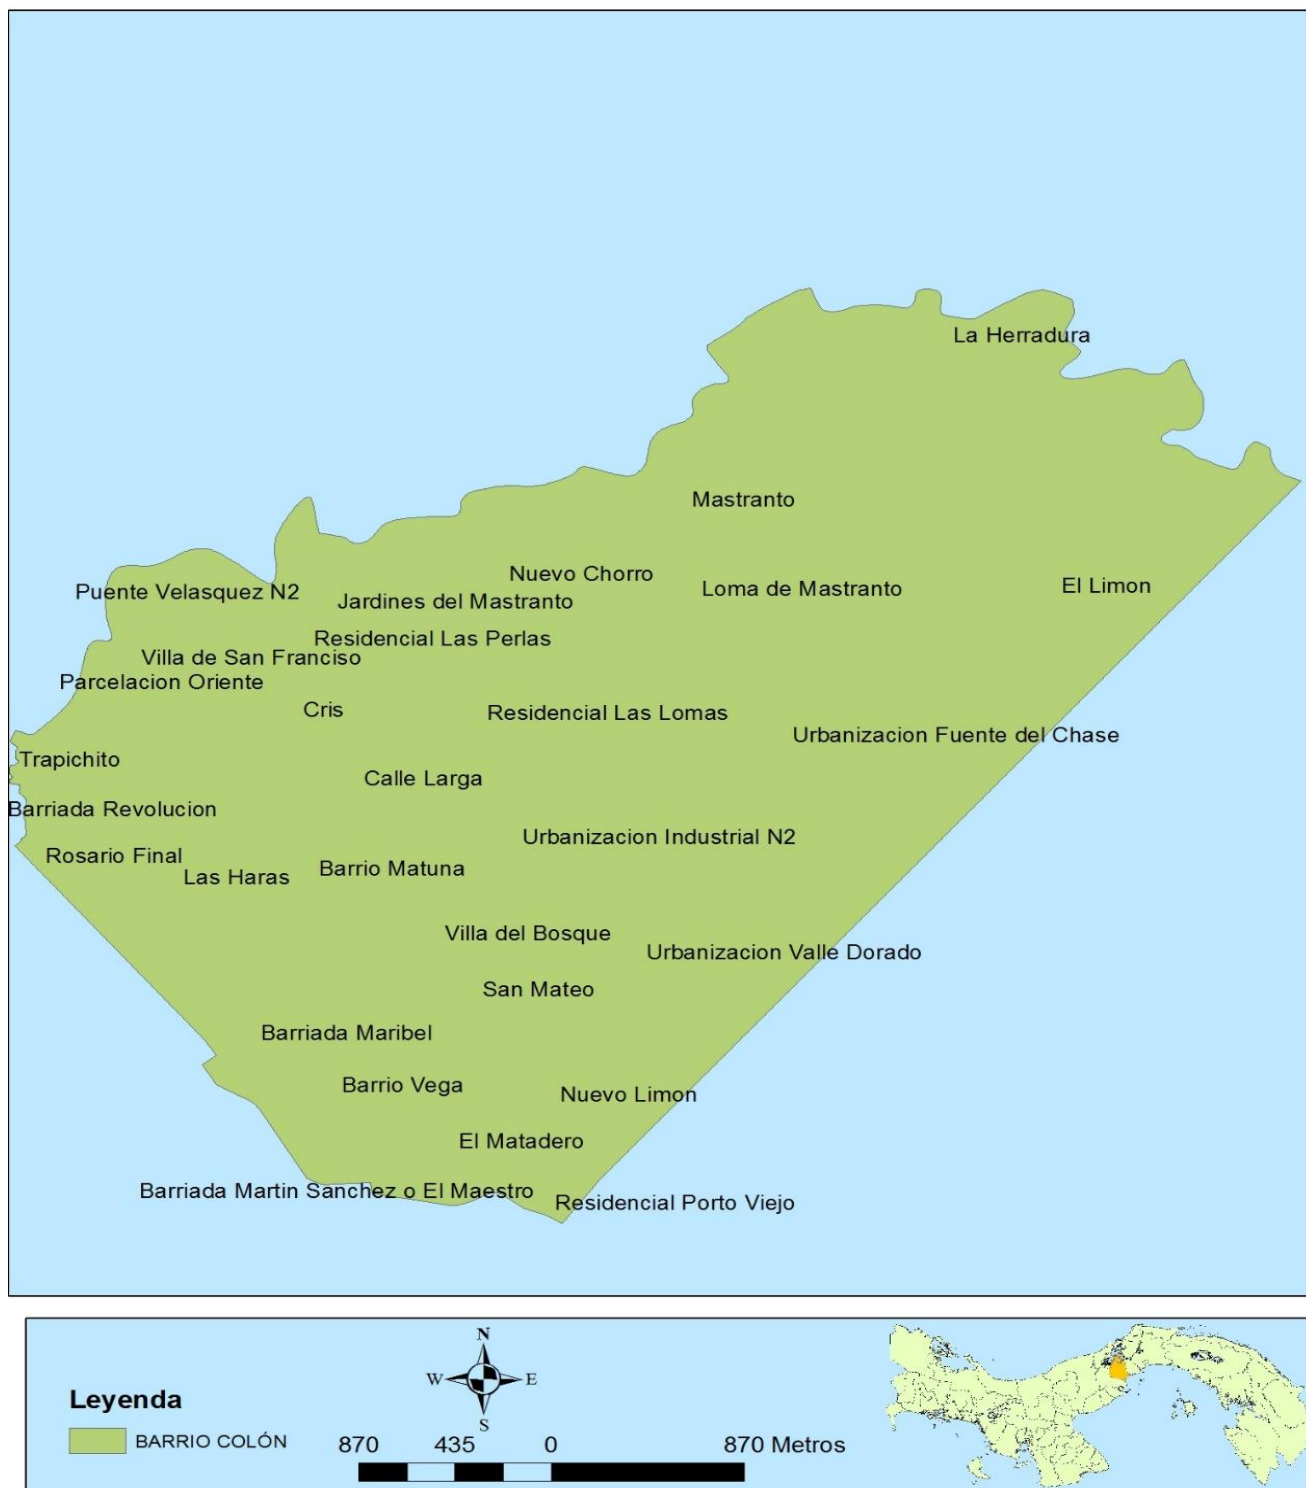 La Herradura
Mastranto
Nuevo Chorro
Loma de Mastranto
El Limon
Puente Velasquez N2
Jardines del Mastranto
Residencial Las Perlas
Villa de San Franciso
Parcelacion Oriente
Cris
Residencial Las Lomas
Urbanizacion Fuente del Chase
Trapichito
Calle Larga
Barriada Revolucion
Urbanizacion Industrial N2
Rosario Final
Las Haras
Barrio Matuna
Villa del Bosque
Urbanizacion Valle Dorado
San Mateo
Barriada Maribel
Barrio Vega
Nuevo Limon
El Matadero
Barriada Martin Sanchez o El Maestro
Residencial Porto Viejo
N
W E
S
Leyenda
BARRIO COLÓN
870 435 0 870 Metros